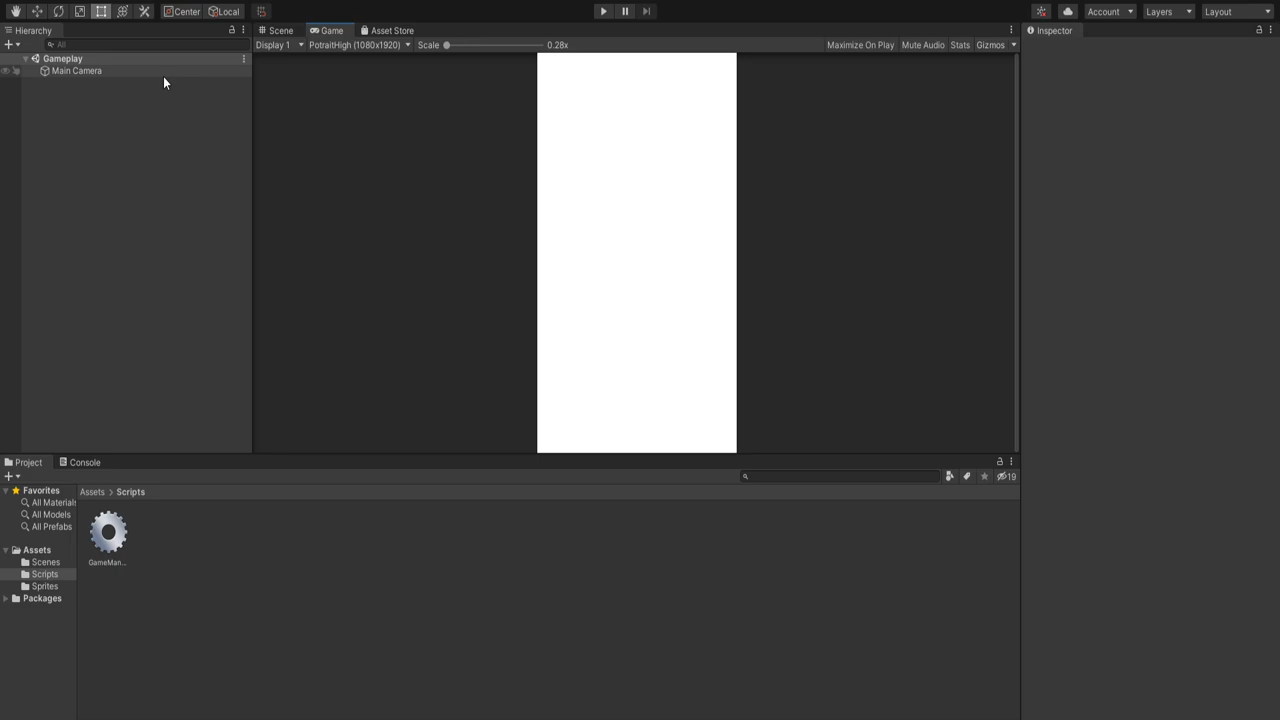 Center Local Account Layers Layout
Hierarchy Scene Game Asset Store Inspector
All Display 1 PotraitHigh (1080x1920) Scale 0.28x Maximize On Play Mute Audio Stats Gizmos
Gameplay
Main Camera
Project Console
19
Favorites Assets > Scripts
All Materials
All Models
All Prefabs
Assets
Scenes GameMan...
Scripts
Sprites
Packages